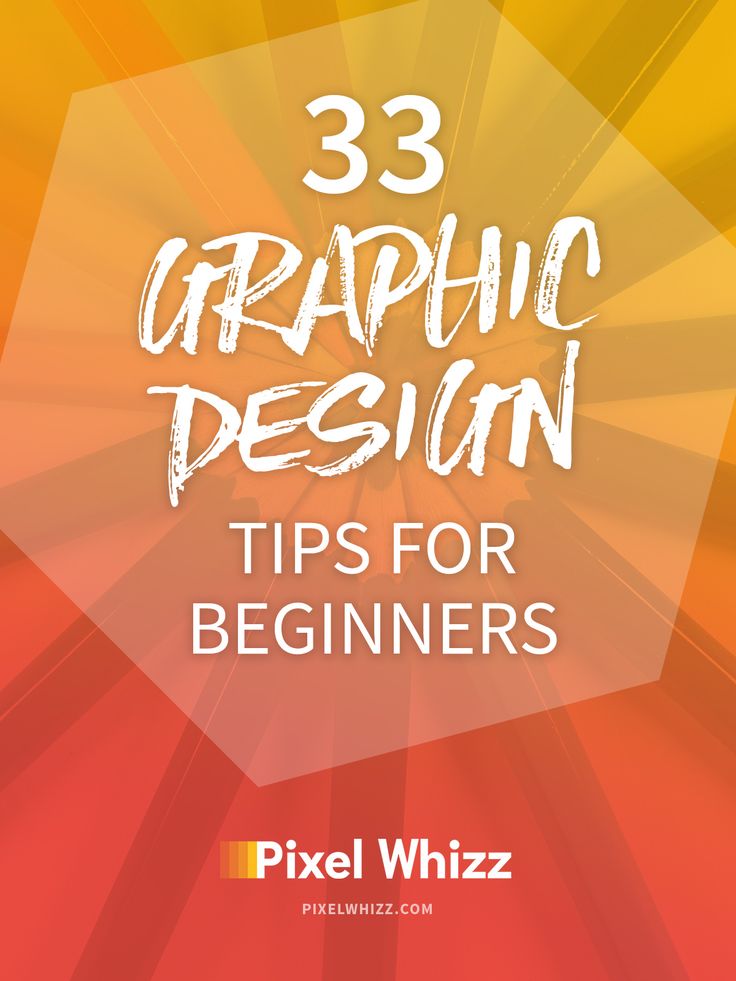 33
GRAPHIC
DESIGN
TIPS FOR
BEGINNERS
Pixel Whizz
PIXELWHIZZ.COM